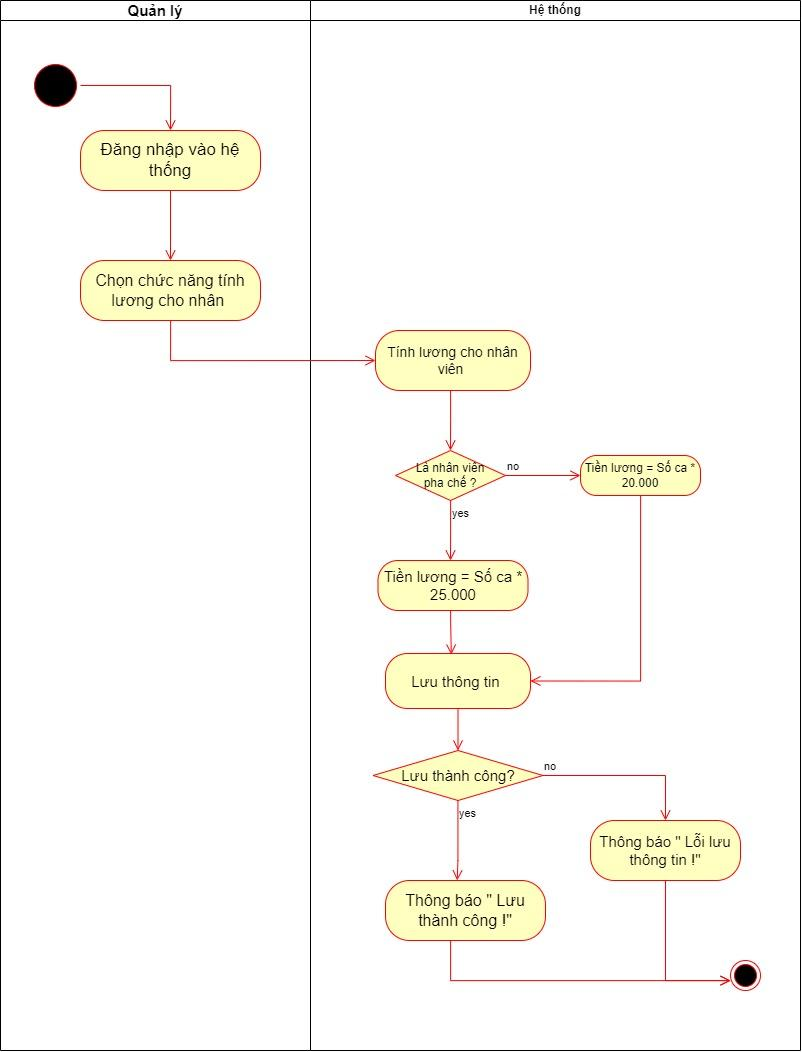 Quản lý
Hệ thống
Đăng nhập vào hệ
thống
Chọn chức năng tính
lương cho nhân
Tính lương cho nhân
viên
Là nhân viên
pha chế ?
no
Tiền lương = Số ca *
20.000
yes
Tiền lương = Số ca *
25.000
Lưu thông tin
Lưu thành công?
no
yes
Thông báo " Lỗi lưu
thông tin !"
Thông báo " Lưu
thành công !"